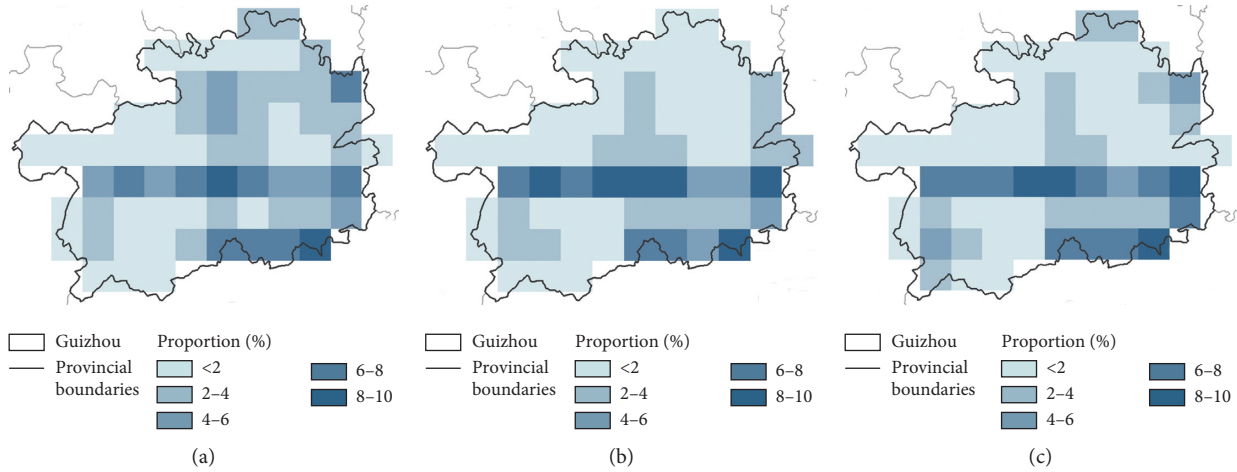 Guizhou
Provincial
boundaries
Proportion (%)
<2
2–4
4–6
6–8
8–10
(a)
Guizhou
Provincial
boundaries
Proportion (%)
<2
2–4
4–6
6–8
8–10
(b)
Guizhou
Provincial
boundaries
Proportion (%)
<2
2–4
4–6
6–8
8–10
(c)